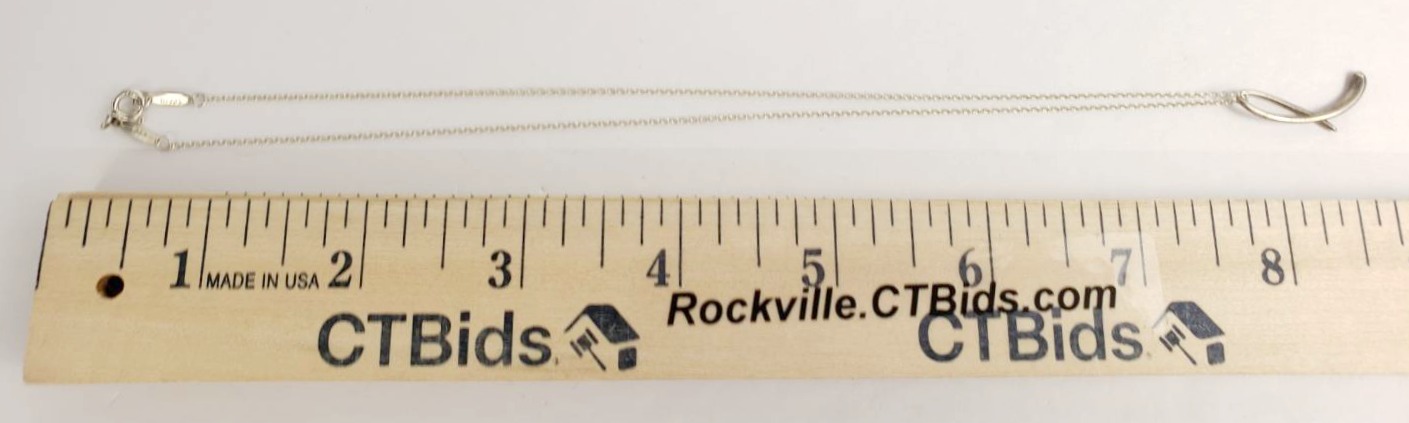 1 MADE IN USA 2 3 4 5 6 7 8
Rockville.CTBids.com
CTBids. CTBids.